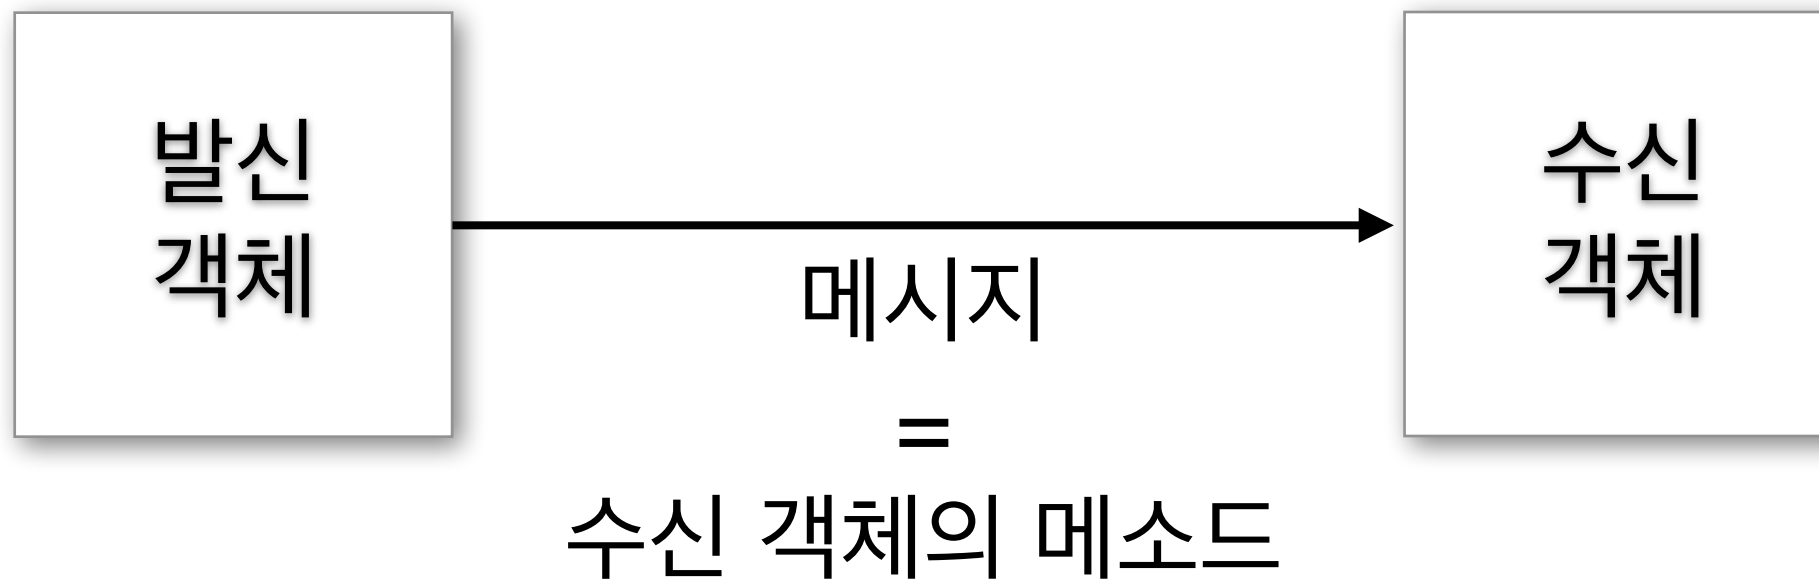 발신
객체
메시지
=
수신 객체의 메소드
수신
객체